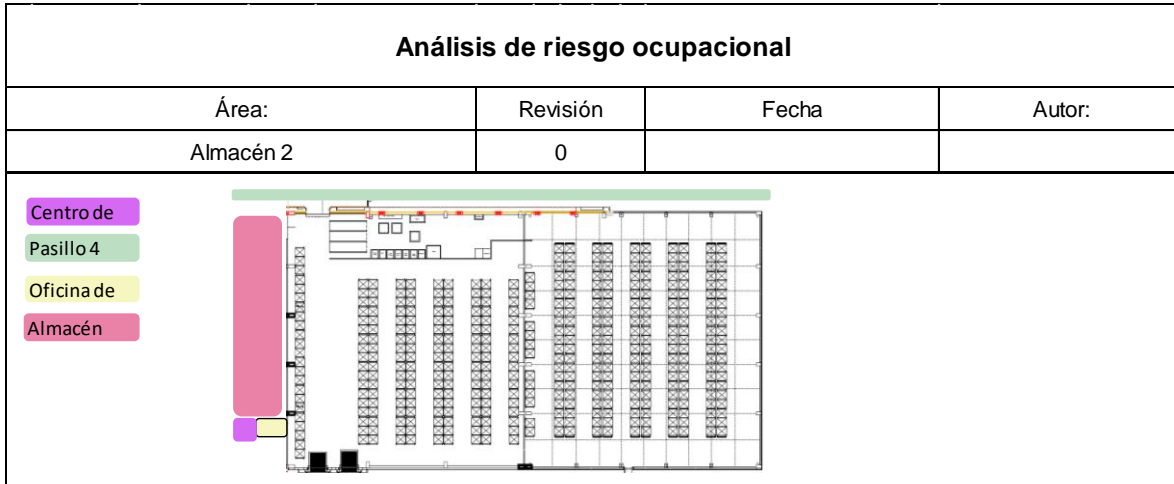 Análisis de riesgo ocupacional
Área: Revisión Fecha Autor:
Almacén 2 0
Centro de
Pasillo 4
Oficina de
Almacén